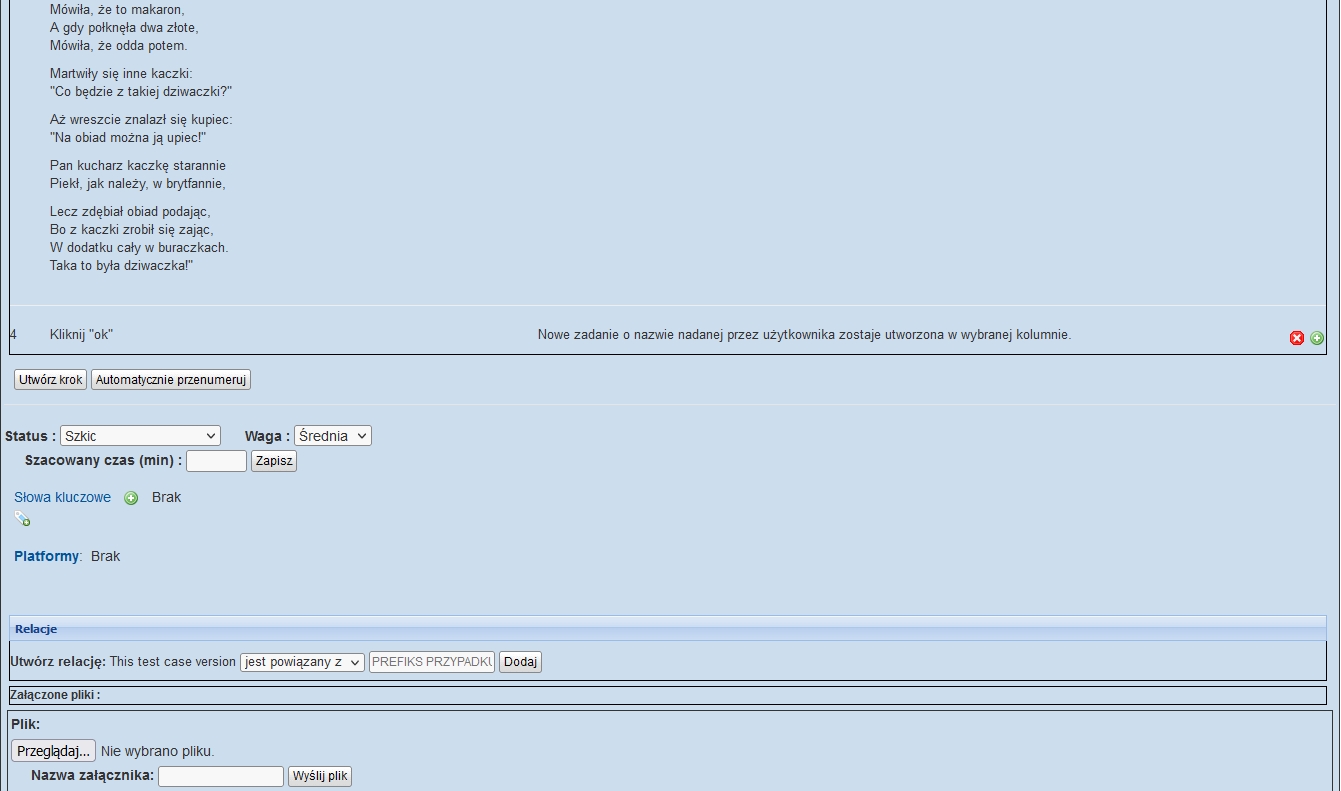 Mówiła, że to makaron,
A gdy połknęła dwa złote,
Mówiła, że odda potem.
Martwiły się inne kaczki:
"Co będzie z takiej dziwaczki?"
Aż wreszcie znalazł się kupiec:
"Na obiad można ją upiec!"
Pan kucharz kaczkę starannie
Piekł, jak należy, w brytfannie,
Lecz zdębiał obiad podając,
Bo z kaczki zrobił się zając,
W dodatku cały w buraczkach.
Taka to była dziwaczka!"
4 Kliknij "ok" Nowe zadanie o nazwie nadanej przez użytkownika zostaje utworzona w wybranej kolumnie.
Utwórz krok Automatycznie przenumeruj
Status : Szkic Waga : Średnia
Szacowany czas (min) : Zapisz
Słowa kluczowe Brak
Platformy: Brak
Relacje
Utwórz relację: This test case version jest powiązany z PREFIKS PRZYPADKU Dodaj
Załączone pliki :
Plik:
Przeglądaj... Nie wybrano pliku.
Nazwa załącznika: Wyślij plik